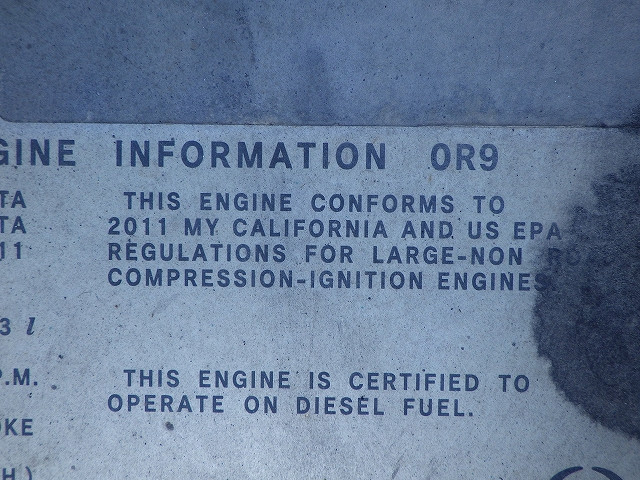 GINE INFORMATION 0R9
TA THIS ENGINE CONFORMS TO
TA 2011 MY CALIFORNIA AND US EPA
11 REGULATIONS FOR LARGE-NON ROA
COMPRESSION-IGNITION ENGINES
3 l
P.M. THIS ENGINE IS CERTIFIED TO
OPERATE ON DIESEL FUEL.
OKE
H)